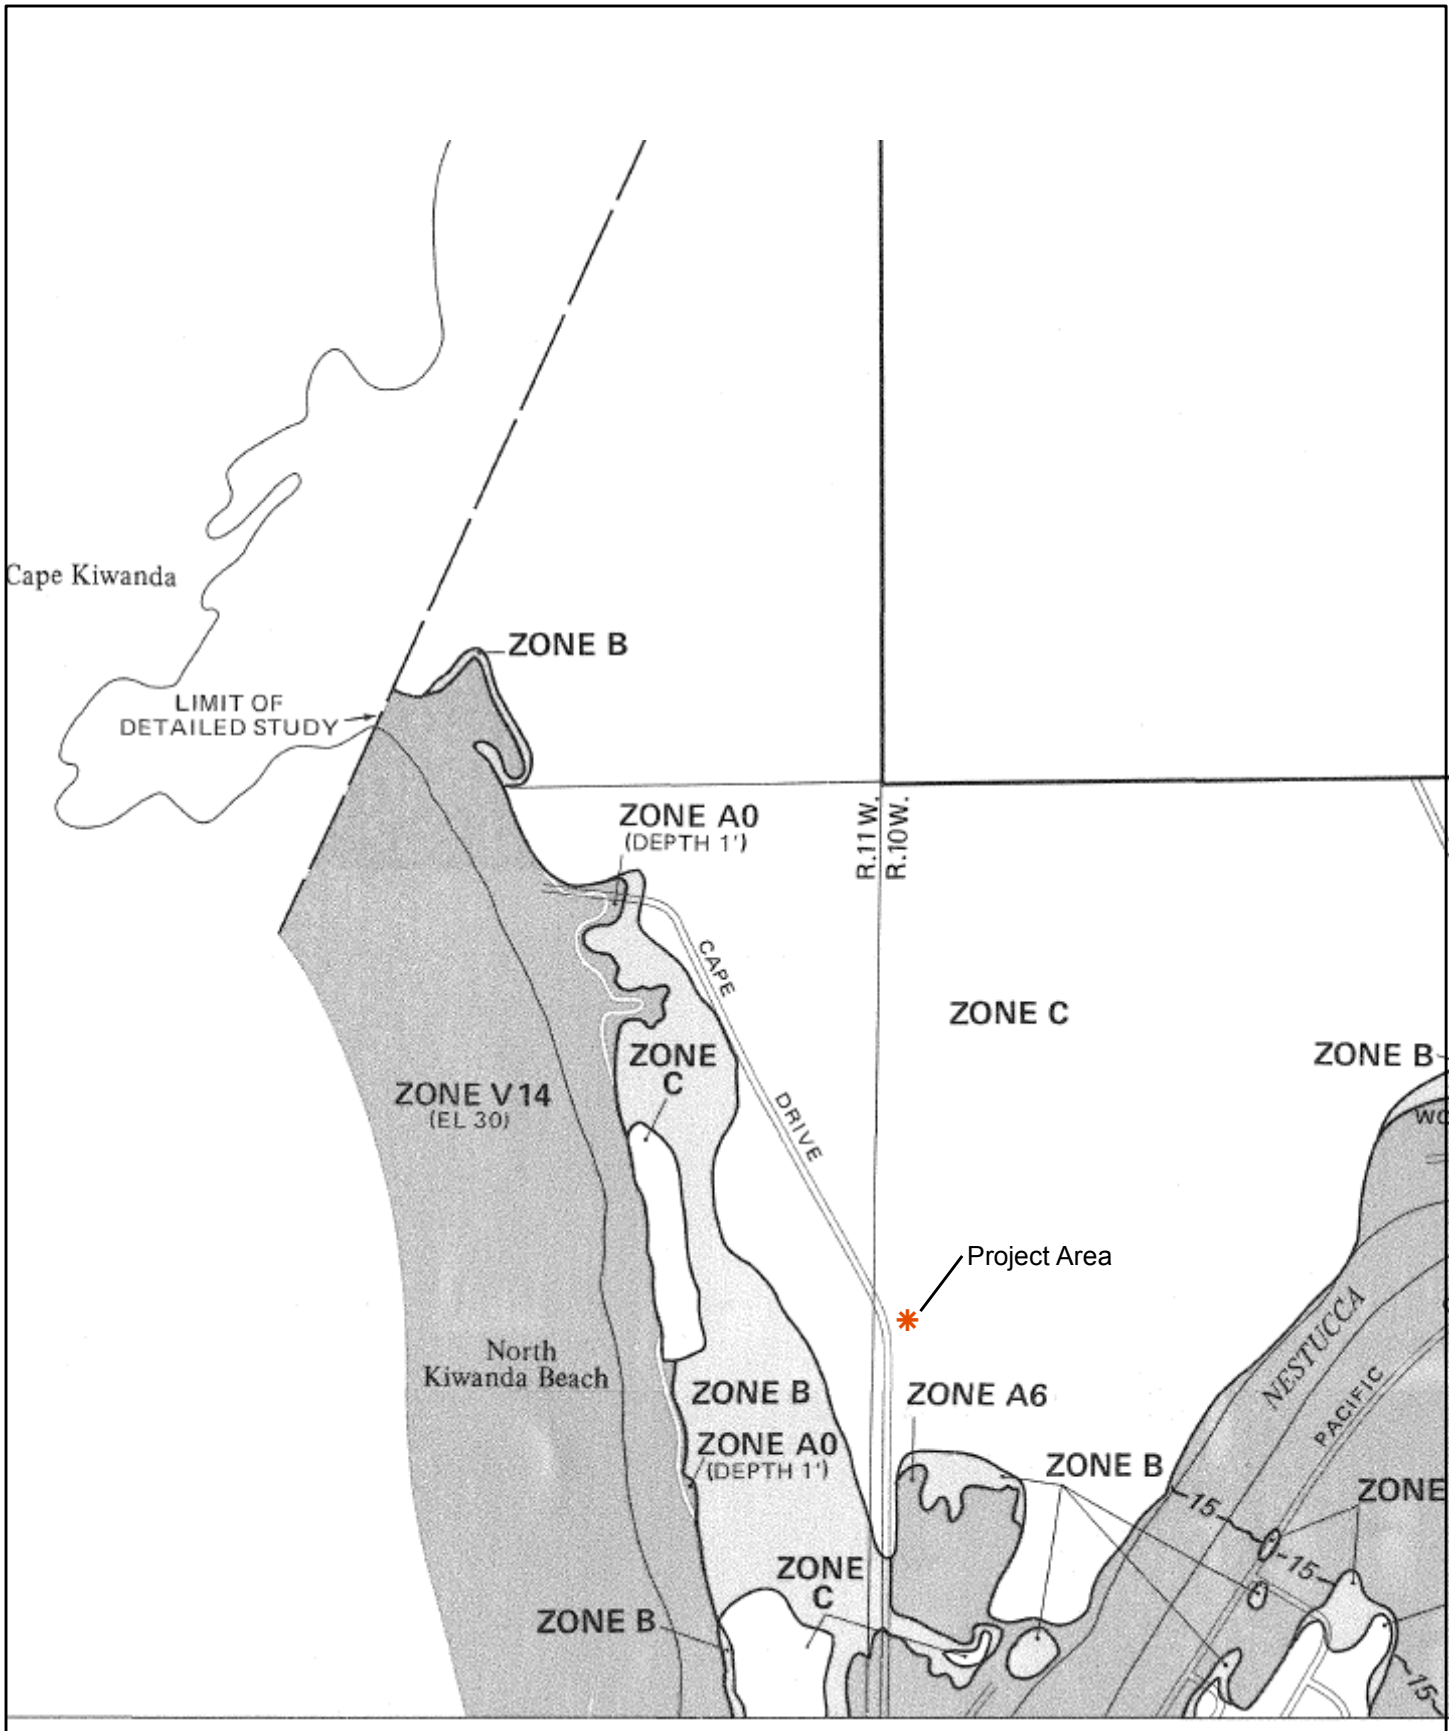 Cape Kiwanda
ZONE B
LIMIT OF
DETAILED STUDY
ZONE A0
(DEPTH 1')
R.11W.
R.10W.
CAPE
DRIVE
ZONE C
ZONE B
ZONE
C
ZONE V14
(EL 30)
Project Area
North
Kiwanda Beach
NESTUCCA
PACIFIC
ZONE B
ZONE A6
ZONE A0
(DEPTH 1')
ZONE B
ZONE
15
15
ZONE
C
ZONE B
15